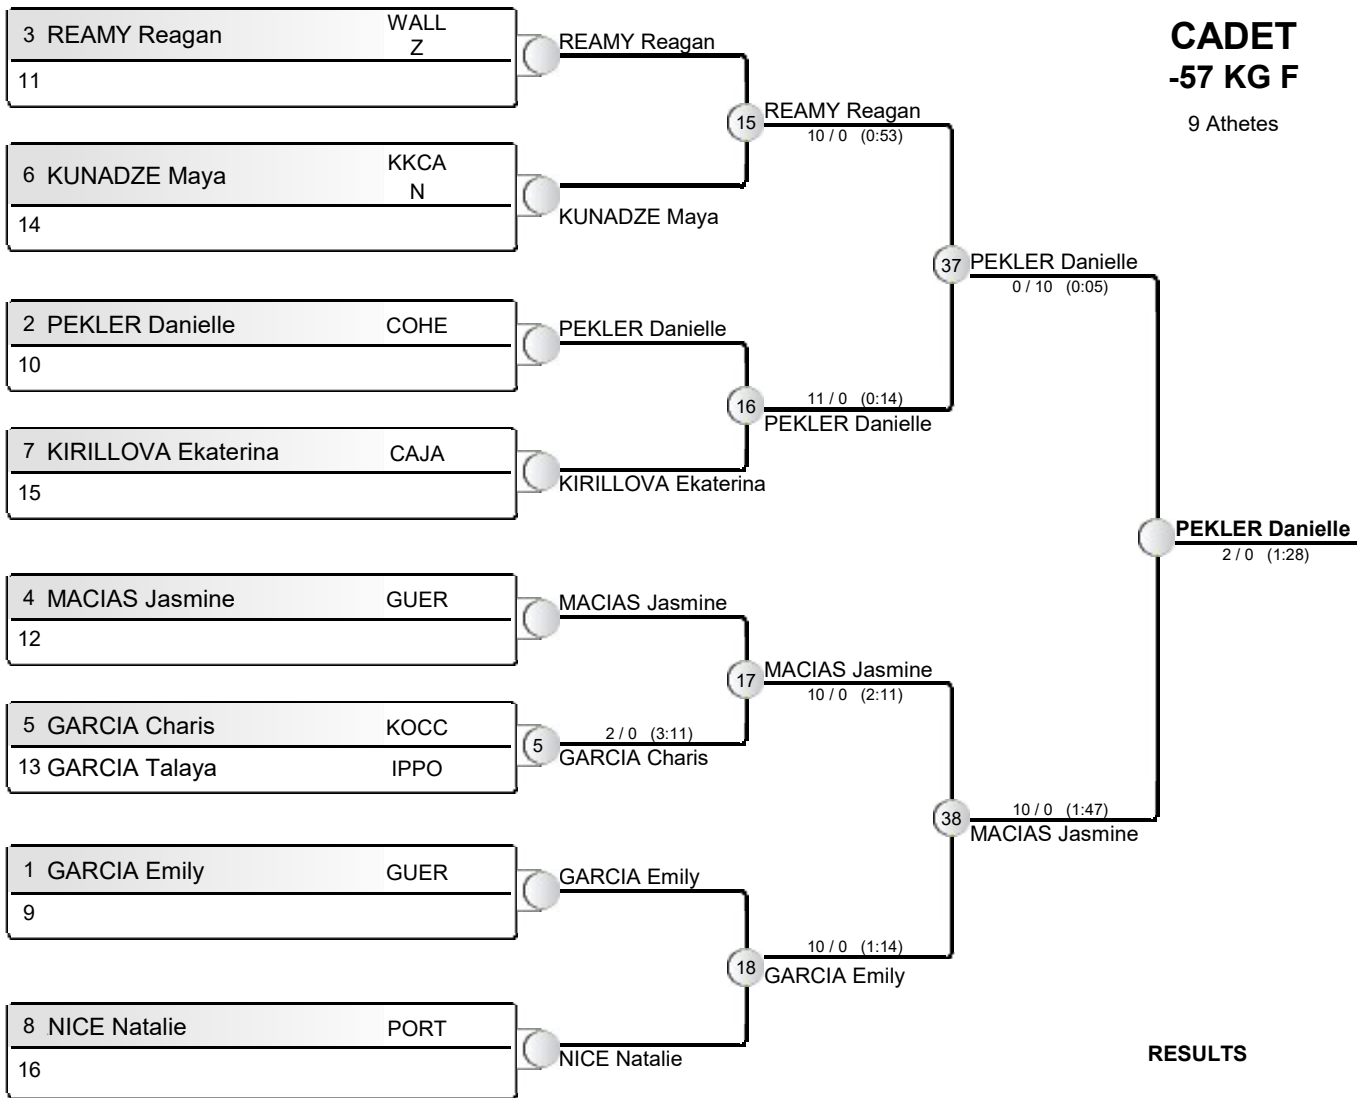 3 REAMY Reagan WALL
Z
11
REAMY Reagan
CADET
-57 KG F
9 Athetes
15 REAMY Reagan
10 / 0 (0:53)
6 KUNADZE Maya KKCA
N
14
KUNADZE Maya
37 PEKLER Danielle
0 / 10 (0:05)
2 PEKLER Danielle COHE
10
PEKLER Danielle
16 11 / 0 (0:14)
PEKLER Danielle
7 KIRILLOVA Ekaterina CAJA
15
KIRILLOVA Ekaterina
PEKLER Danielle
2 / 0 (1:28)
4 MACIAS Jasmine GUER
12
MACIAS Jasmine
17 MACIAS Jasmine
10 / 0 (2:11)
5 GARCIA Charis KOCC
13 GARCIA Talaya IPPO
5 2 / 0 (3:11)
GARCIA Charis
38 10 / 0 (1:47)
MACIAS Jasmine
1 GARCIA Emily GUER
9
GARCIA Emily
18 10 / 0 (1:14)
GARCIA Emily
8 NICE Natalie PORT
16
NICE Natalie
RESULTS